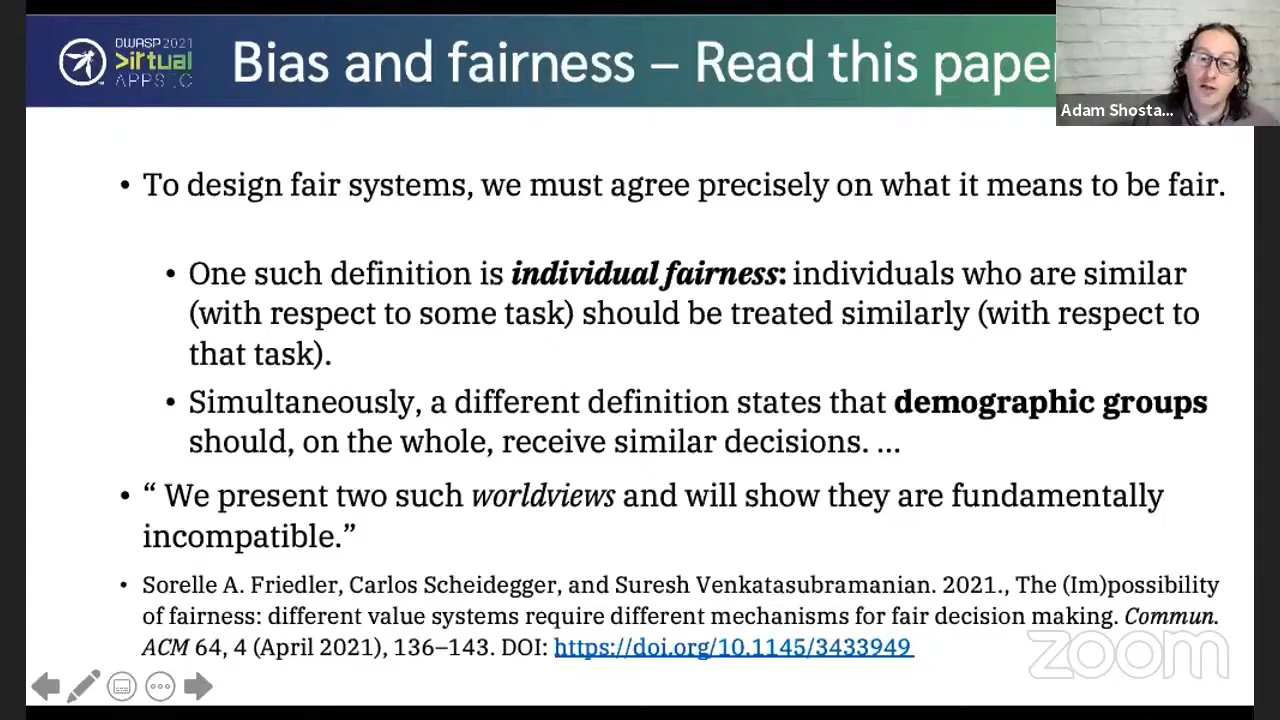 OWASP 2021
>irtual
APPSEC
Bias and fairness – Read this pape
Adam Shosta...
• To design fair systems, we must agree precisely on what it means to be fair.
• One such definition is individual fairness: individuals who are similar
(with respect to some task) should be treated similarly (with respect to
that task).
• Simultaneously, a different definition states that demographic groups
should, on the whole, receive similar decisions. ...
• “ We present two such worldviews and will show they are fundamentally
incompatible.”
• Sorelle A. Friedler, Carlos Scheidegger, and Suresh Venkatasubramanian. 2021., The (Im)possibility
of fairness: different value systems require different mechanisms for fair decision making. Commun.
ACM 64, 4 (April 2021), 136–143. DOI: https://doi.org/10.1145/3433949
zoom